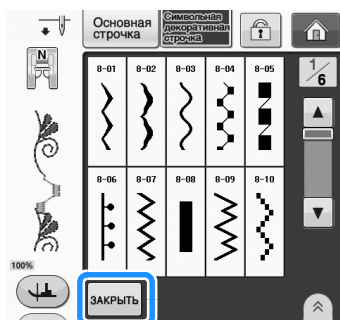 Основная
строчка
Символьная
декоративная
строчка
N
1/6
8-01 8-02 8-03 8-04 8-05
8-06 8-07 8-08 8-09 8-10
100%
ЗАКРЫТЬ